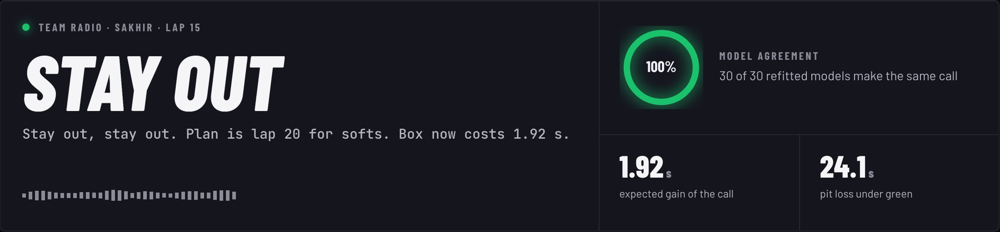 TEAM RADIO · SAKHIR · LAP 15
STAY OUT
Stay out, stay out. Plan is lap 20 for softs. Box now costs 1.92 s.
100%
MODEL AGREEMENT
30 of 30 refitted models make the same call
1.92 s
expected gain of the call
24.1 s
pit loss under green